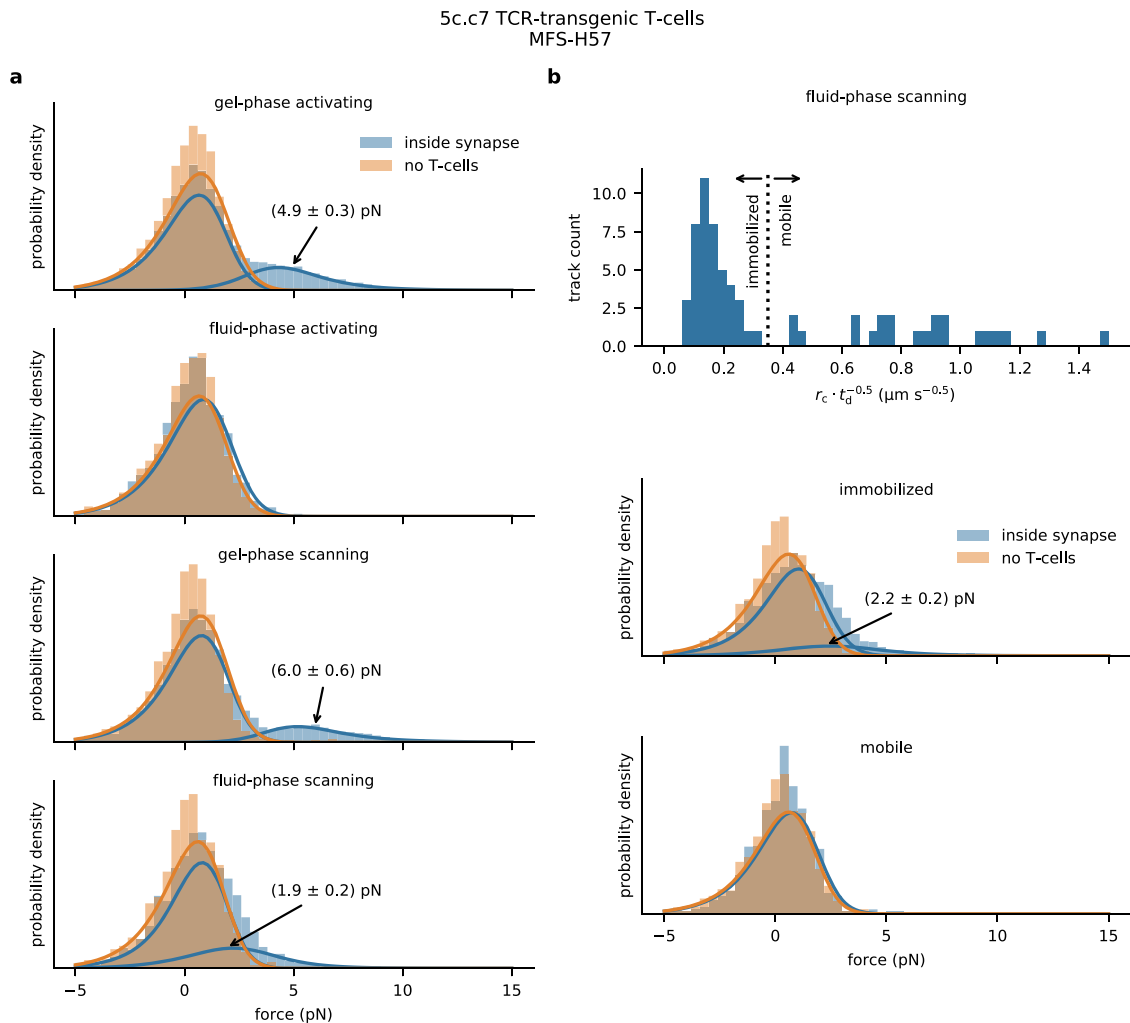 5c.c7 TCR-transgenic T-cells
MFS-H57
a
gel-phase activating
probability density
inside synapse
no T-cells
(4.9 ± 0.3) pN
fluid-phase activating
probability density
gel-phase scanning
probability density
(6.0 ± 0.6) pN
fluid-phase scanning
probability density
(1.9 ± 0.2) pN
−5 0 5 10 15
force (pN)
b
fluid-phase scanning
track count
10.0
7.5
5.0
2.5
0.0
immobilized
mobile
0.0 0.2 0.4 0.6 0.8 1.0 1.2 1.4
r_c · t_d^−0.5 (μm s^−0.5)
immobilized
probability density
inside synapse
no T-cells
(2.2 ± 0.2) pN
mobile
probability density
−5 0 5 10 15
force (pN)